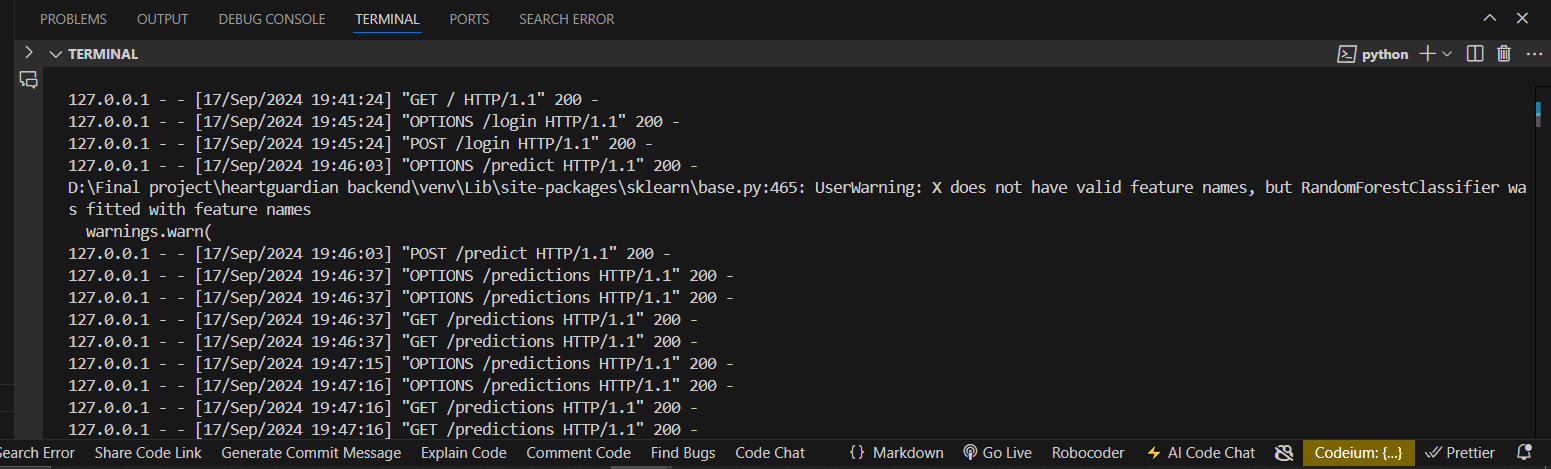 PROBLEMS OUTPUT DEBUG CONSOLE TERMINAL PORTS SEARCH ERROR
TERMINAL python
127.0.0.1 - - [17/Sep/2024 19:41:24] "GET / HTTP/1.1" 200 -
127.0.0.1 - - [17/Sep/2024 19:45:24] "OPTIONS /login HTTP/1.1" 200 -
127.0.0.1 - - [17/Sep/2024 19:45:24] "POST /login HTTP/1.1" 200 -
127.0.0.1 - - [17/Sep/2024 19:46:03] "OPTIONS /predict HTTP/1.1" 200 -
D:\Final project\heartguardian backend\venv\Lib\site-packages\sklearn\base.py:465: UserWarning: X does not have valid feature names, but RandomForestClassifier wa
s fitted with feature names
  warnings.warn(
127.0.0.1 - - [17/Sep/2024 19:46:03] "POST /predict HTTP/1.1" 200 -
127.0.0.1 - - [17/Sep/2024 19:46:37] "OPTIONS /predictions HTTP/1.1" 200 -
127.0.0.1 - - [17/Sep/2024 19:46:37] "OPTIONS /predictions HTTP/1.1" 200 -
127.0.0.1 - - [17/Sep/2024 19:46:37] "GET /predictions HTTP/1.1" 200 -
127.0.0.1 - - [17/Sep/2024 19:46:37] "GET /predictions HTTP/1.1" 200 -
127.0.0.1 - - [17/Sep/2024 19:47:15] "OPTIONS /predictions HTTP/1.1" 200 -
127.0.0.1 - - [17/Sep/2024 19:47:16] "OPTIONS /predictions HTTP/1.1" 200 -
127.0.0.1 - - [17/Sep/2024 19:47:16] "GET /predictions HTTP/1.1" 200 -
127.0.0.1 - - [17/Sep/2024 19:47:16] "GET /predictions HTTP/1.1" 200 -
earch Error Share Code Link Generate Commit Message Explain Code Comment Code Find Bugs Code Chat {} Markdown Go Live Robocoder AI Code Chat Codeium: {...} Prettier